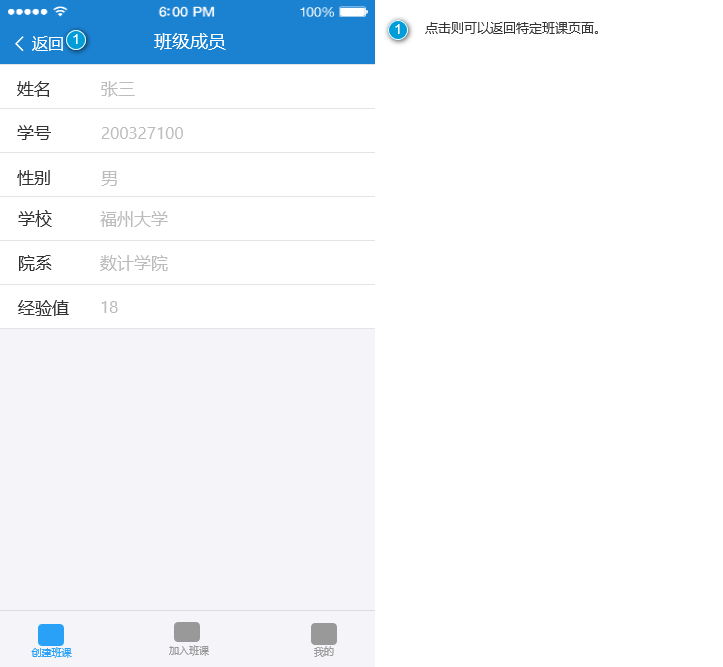 6:00 PM 100%
返回 1 班级成员
姓名 张三
学号 200327100
性别 男
学校 福州大学
院系 数计学院
经验值 18
创建班课 加入班课 我的
1 点击则可以返回特定班课页面。